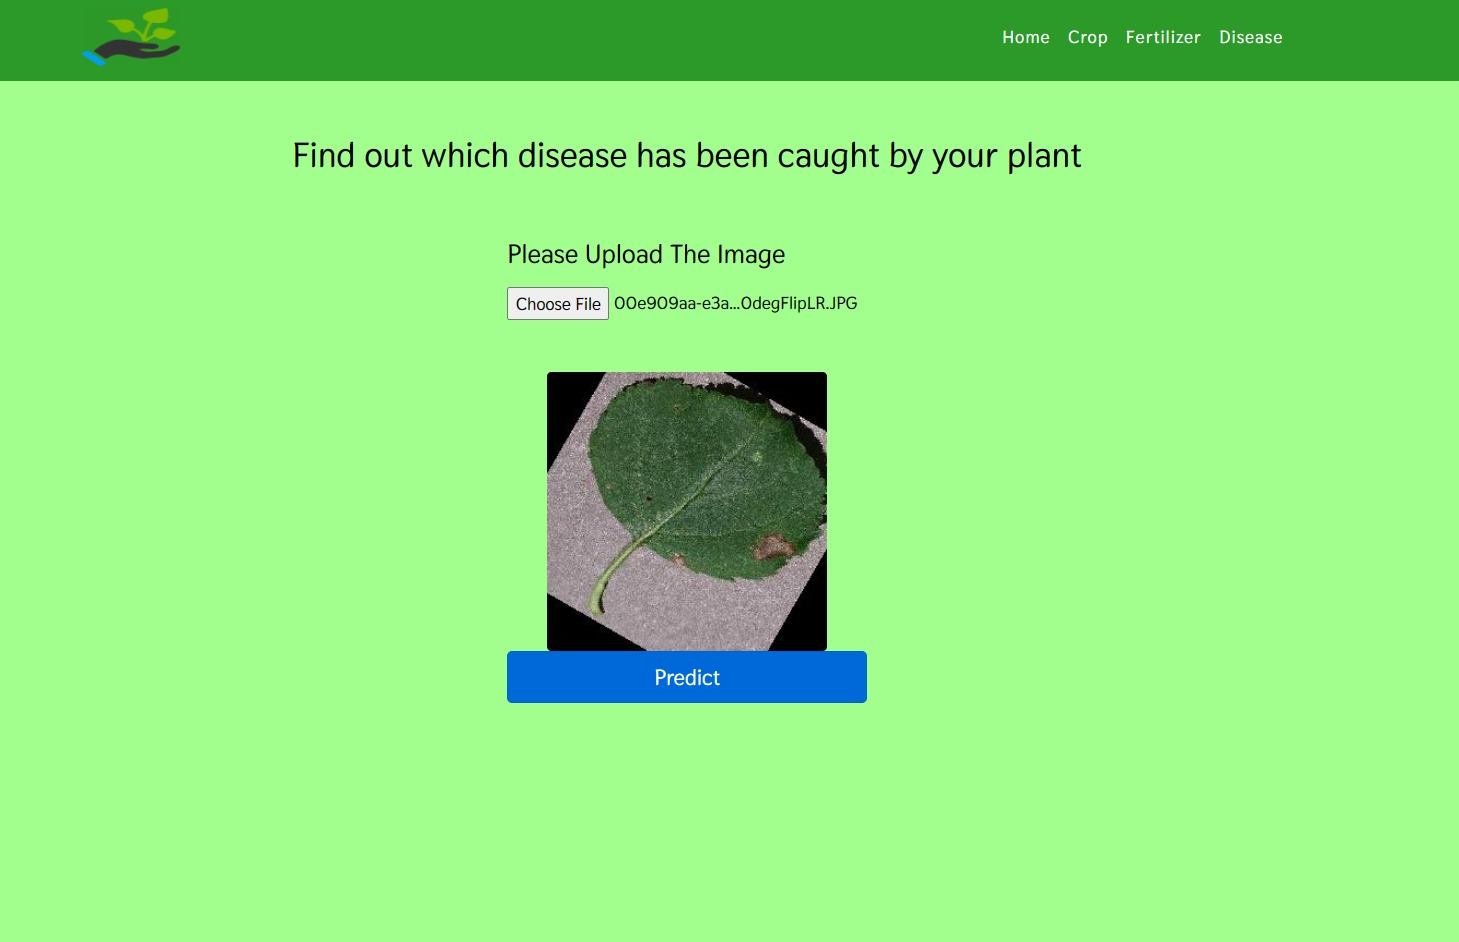 Home Crop Fertilizer Disease
Find out which disease has been caught by your plant
Please Upload The Image
Choose File 00e909aa-e3a...0degFlipLR.JPG
Predict